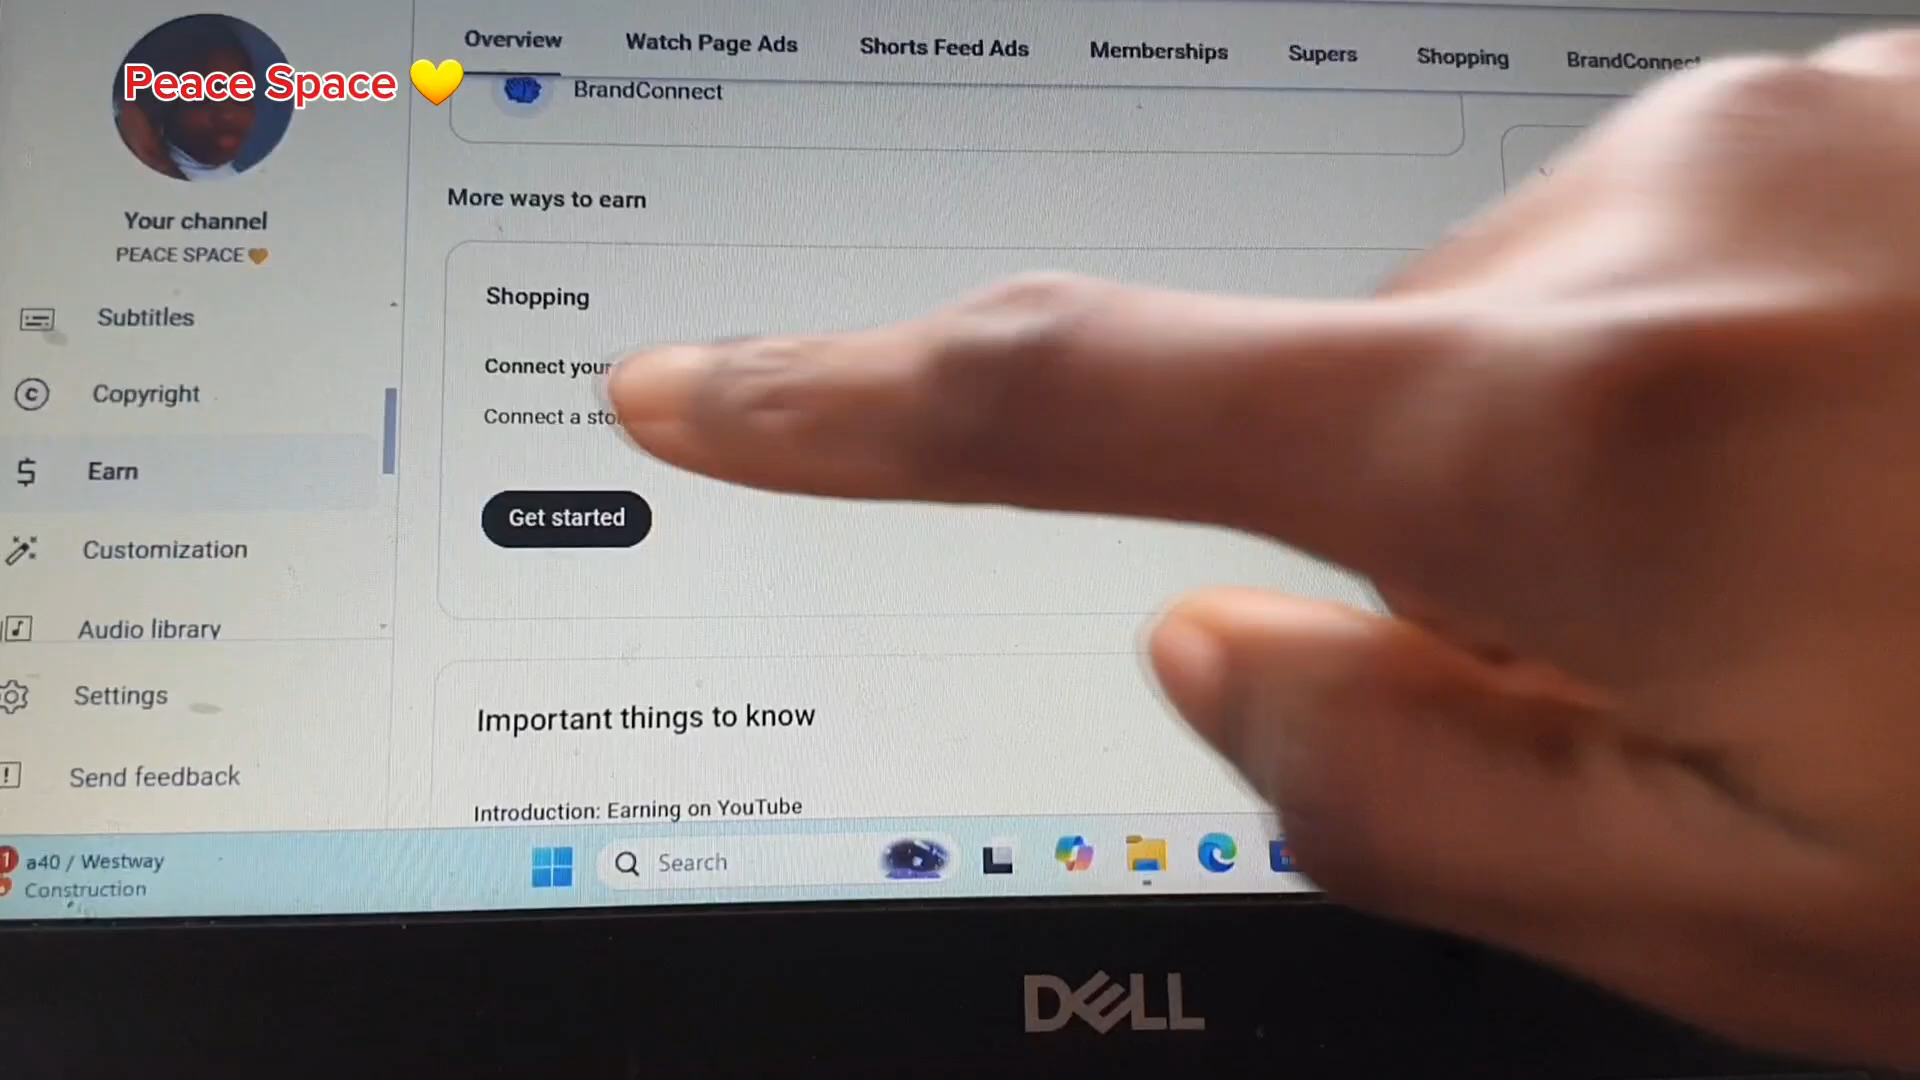 Peace Space 💛
Overview
Watch Page Ads
Shorts Feed Ads
Memberships
Supers
Shopping
BrandConnect
BrandConnect
Your channel
PEACE SPACE🧡
Subtitles
Copyright
Earn
Customization
Audio library
Settings
Send feedback
More ways to earn
Shopping
Connect your
Connect a
Get started
Important things to know
Introduction: Earning on YouTube
1
a40 / Westway
Construction
Search
DELL